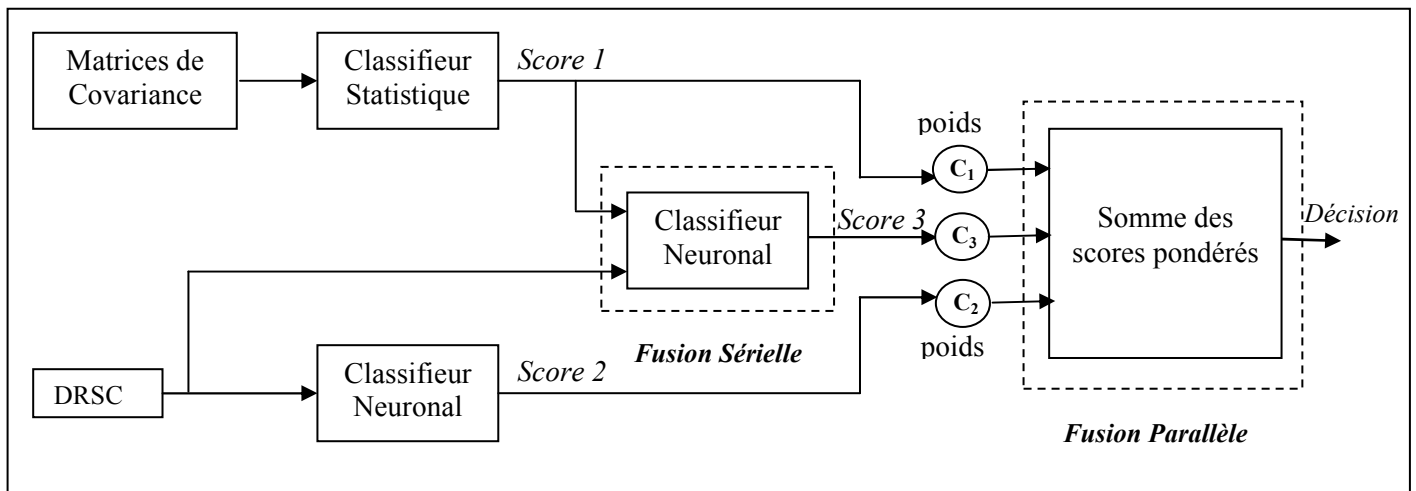 Matrices de
Covariance
Classifieur
Statistique
Score 1
poids
C1
Classifieur
Neuronal
Score 3
C3
Somme des
scores pondérés
Décision
C2
poids
Fusion Sérielle
DRSC
Classifieur
Neuronal
Score 2
Fusion Parallèle